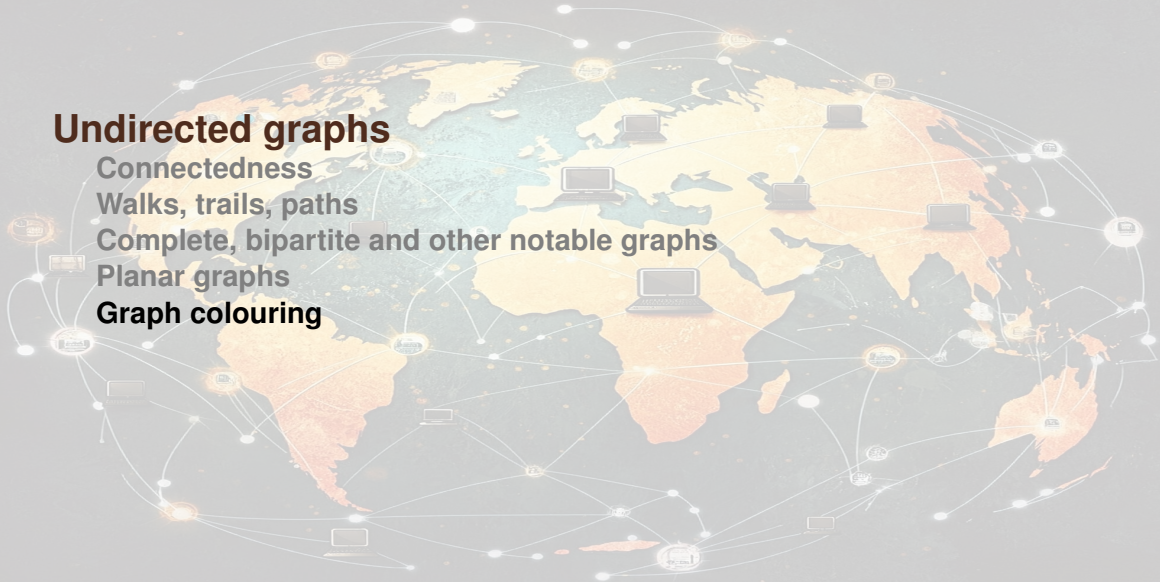 Undirected graphs
Connectedness
Walks, trails, paths
Complete, bipartite and other notable graphs
Planar graphs
Graph colouring